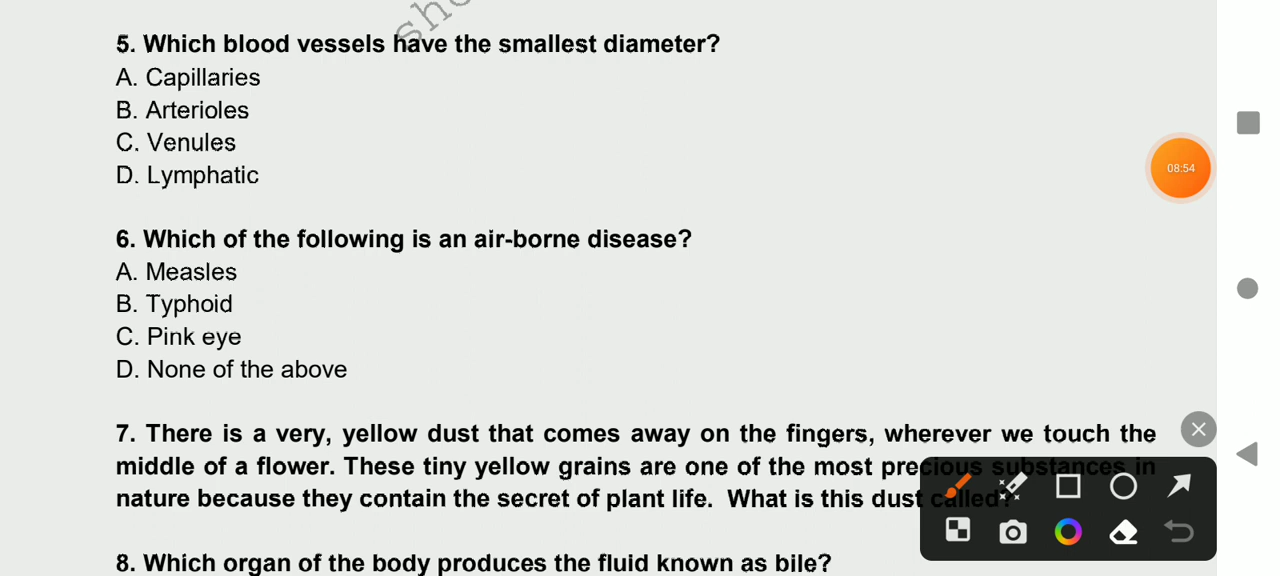 sho
5. Which blood vessels have the smallest diameter?
A. Capillaries
B. Arterioles
C. Venules
D. Lymphatic
08:54
6. Which of the following is an air-borne disease?
A. Measles
B. Typhoid
C. Pink eye
D. None of the above
7. There is a very, yellow dust that comes away on the fingers, wherever we touch the
middle of a flower. These tiny yellow grains are one of the most precious substances in
nature because they contain the secret of plant life. What is this dust called?
8. Which organ of the body produces the fluid known as bile?